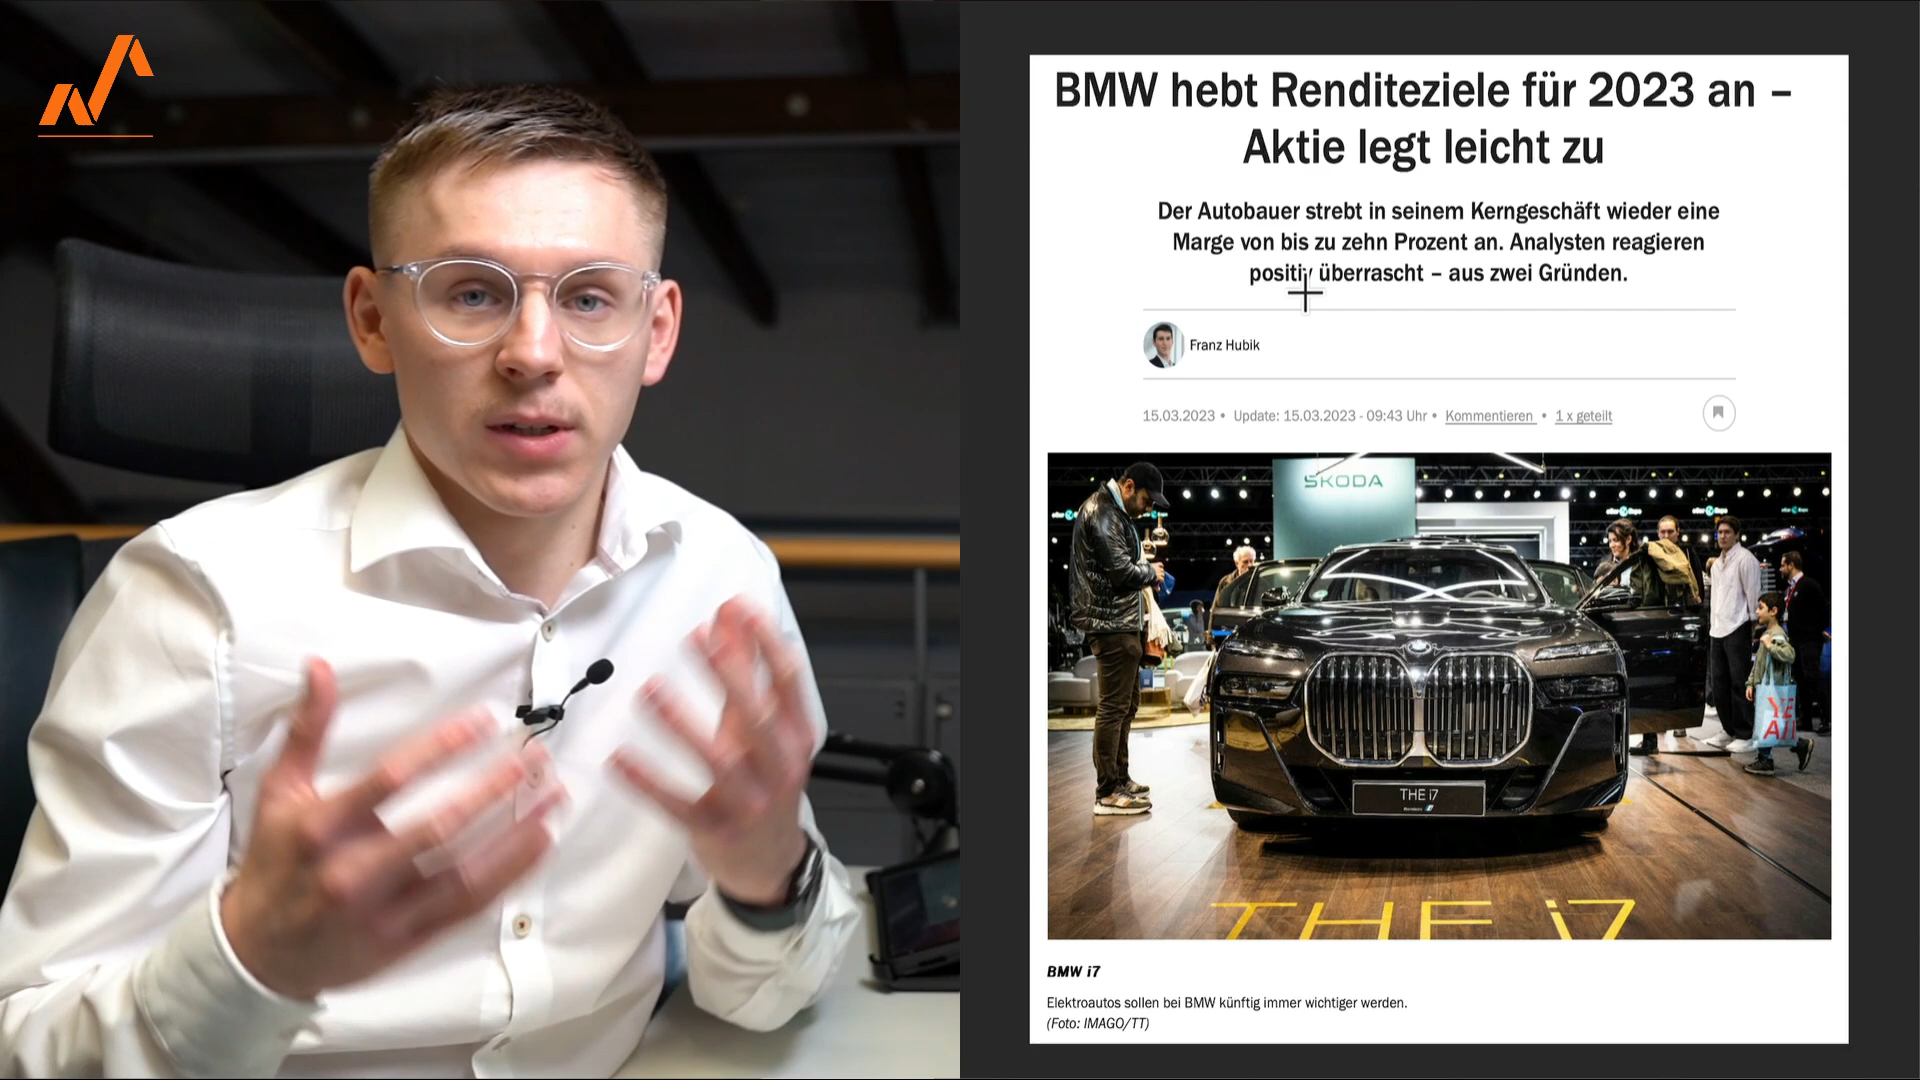 BMW hebt Renditeziele für 2023 an –
Aktie legt leicht zu
Der Autobauer strebt in seinem Kerngeschäft wieder eine
Marge von bis zu zehn Prozent an. Analysten reagieren
positiv überrascht – aus zwei Gründen.
Franz Hubik
15.03.2023 • Update: 15.03.2023 - 09:43 Uhr • Kommentieren • 1 x geteilt
ŠKODA
YE
AH
THE i7
THE i7
BMW i7
Elektroautos sollen bei BMW künftig immer wichtiger werden.
(Foto: IMAGO/TT)